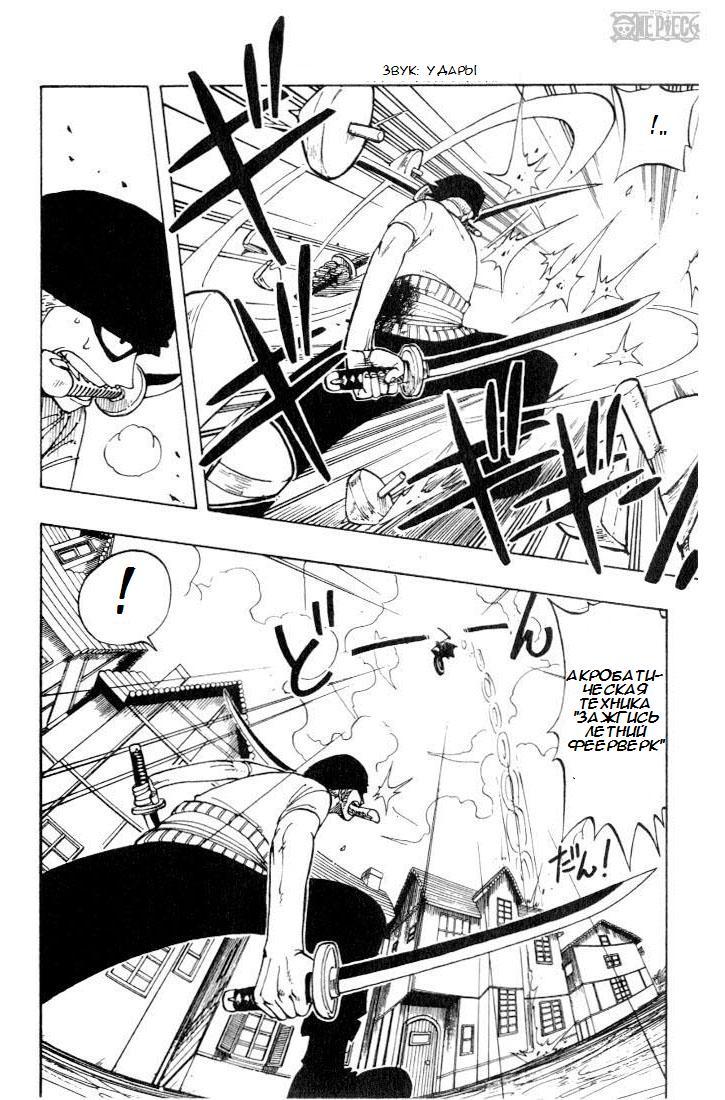 ONE PIECE
ЗВУК: УДАРЫ
!,,
ギギ
ギギギ
!
どーーん
АКРОБАТИ-
ЧЕСКАЯ
ТЕХНИКА
"ЗАЖГИСЬ
ЛЕТНИЙ
ФЕЕРВЕРК"
だん!